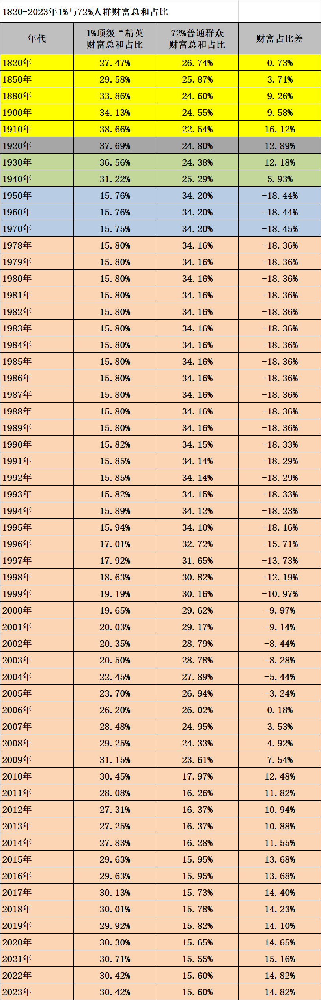 1820-2023年1%与72%人群财富总和占比
年代 1%顶级“精英 72%普通群众 财富占比差
财富总和占比 财富总和占比
1820年 27.47% 26.74% 0.73%
1850年 29.58% 25.87% 3.71%
1880年 33.86% 24.60% 9.26%
1900年 34.13% 24.55% 9.58%
1910年 38.66% 22.54% 16.12%
1920年 37.69% 24.80% 12.89%
1930年 36.56% 24.38% 12.18%
1940年 31.22% 25.29% 5.93%
1950年 15.76% 34.20% -18.44%
1960年 15.76% 34.20% -18.44%
1970年 15.75% 34.20% -18.45%
1978年 15.80% 34.16% -18.36%
1979年 15.80% 34.16% -18.36%
1980年 15.80% 34.16% -18.36%
1981年 15.80% 34.16% -18.36%
1982年 15.80% 34.16% -18.36%
1983年 15.80% 34.16% -18.36%
1984年 15.80% 34.16% -18.36%
1985年 15.80% 34.16% -18.36%
1986年 15.80% 34.16% -18.36%
1987年 15.80% 34.16% -18.36%
1988年 15.80% 34.16% -18.36%
1989年 15.80% 34.16% -18.36%
1990年 15.82% 34.15% -18.33%
1991年 15.85% 34.14% -18.29%
1992年 15.85% 34.14% -18.29%
1993年 15.82% 34.15% -18.33%
1994年 15.89% 34.12% -18.23%
1995年 15.94% 34.10% -18.16%
1996年 17.01% 32.72% -15.71%
1997年 17.92% 31.65% -13.73%
1998年 18.63% 30.82% -12.19%
1999年 19.19% 30.16% -10.97%
2000年 19.65% 29.62% -9.97%
2001年 20.03% 29.17% -9.14%
2002年 20.35% 28.79% -8.44%
2003年 20.50% 28.78% -8.28%
2004年 22.45% 27.89% -5.44%
2005年 23.70% 26.94% -3.24%
2006年 26.20% 26.02% 0.18%
2007年 28.48% 24.95% 3.53%
2008年 29.25% 24.33% 4.92%
2009年 31.15% 23.61% 7.54%
2010年 30.45% 17.97% 12.48%
2011年 28.08% 16.26% 11.82%
2012年 27.31% 16.37% 10.94%
2013年 27.25% 16.37% 10.88%
2014年 27.83% 16.28% 11.55%
2015年 29.63% 15.95% 13.68%
2016年 29.63% 15.95% 13.68%
2017年 30.13% 15.73% 14.40%
2018年 30.01% 15.78% 14.23%
2019年 29.92% 15.82% 14.10%
2020年 30.30% 15.65% 14.65%
2021年 30.71% 15.55% 15.16%
2022年 30.42% 15.60% 14.82%
2023年 30.42% 15.60% 14.82%